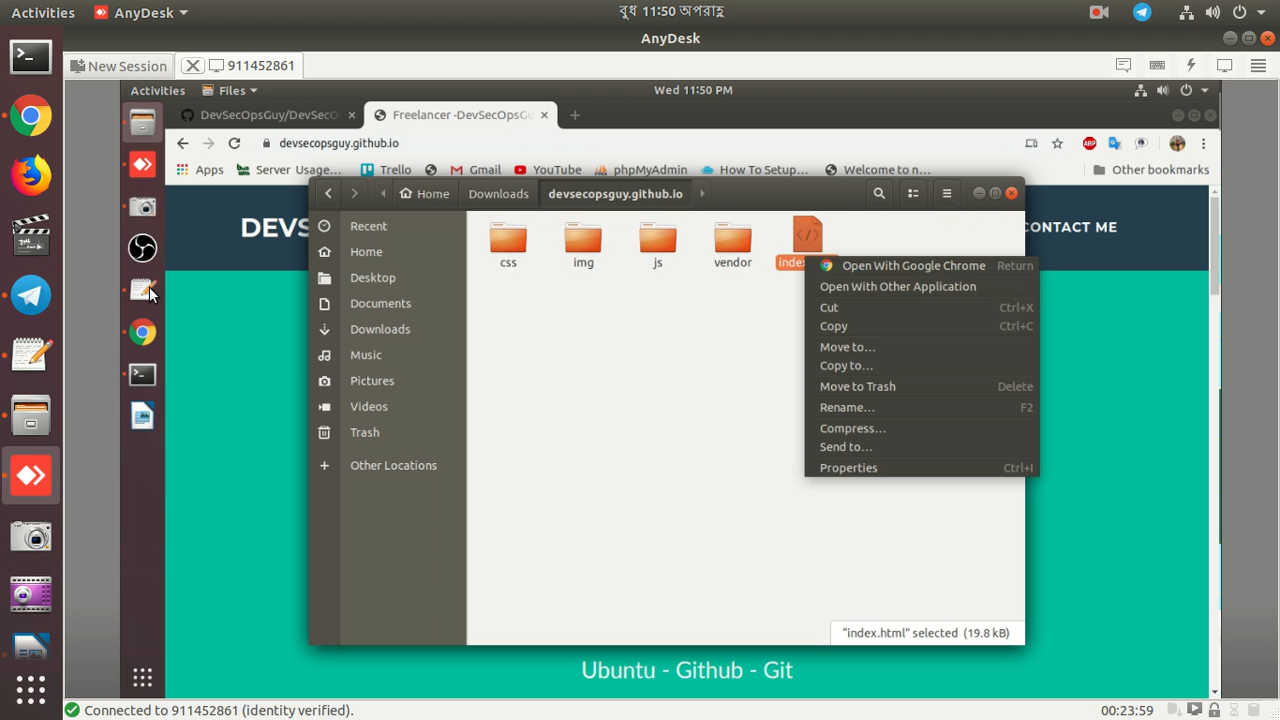 Activities AnyDesk বুধ 11:50 অপরাহ্ণ
AnyDesk
New Session 911452861
Activities Files Wed 11:50 PM
DevSecOpsGuy/DevSecO Freelancer -DevSecOpsGu
devsecopsguy.github.io
Apps Server Usage... Trello Gmail YouTube phpMyAdmin How To Setup... Welcome to n... Other bookmarks
Home Downloads devsecopsguy.github.io
DEVS CONTACT ME
Recent
Home
Desktop
Documents
Downloads
Music
Pictures
Videos
Trash
Other Locations
css img js vendor index
Open With Google Chrome Return
Open With Other Application
Cut Ctrl+X
Copy Ctrl+C
Move to...
Copy to...
Move to Trash Delete
Rename... F2
Compress...
Send to...
Properties Ctrl+I
"index.html" selected (19.8 kB)
Ubuntu - Github - Git
Connected to 911452861 (identity verified). 00:23:59